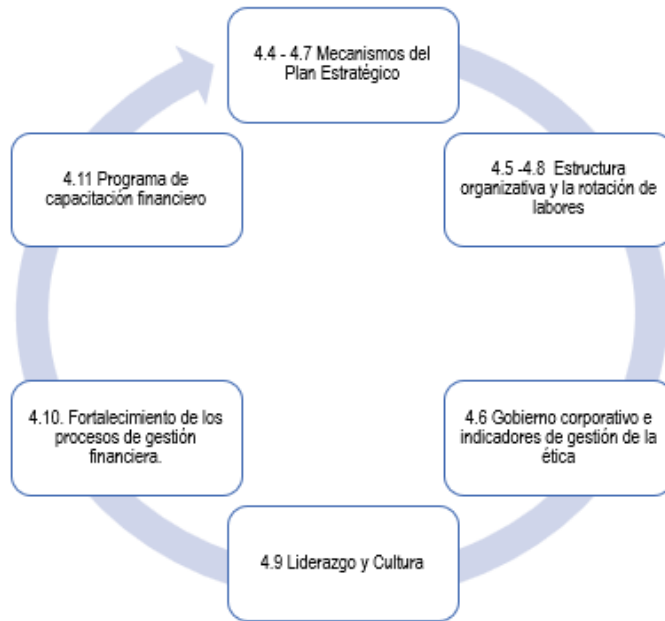 4.4 - 4.7 Mecanismos del
Plan Estratégico
4.5 -4.8 Estructura
organizativa y la rotación de
labores
4.6 Gobierno corporativo e
indicadores de gestión de la
ética
4.9 Liderazgo y Cultura
4.10. Fortalecimiento de los
procesos de gestión
financiera.
4.11 Programa de
capacitación financiero